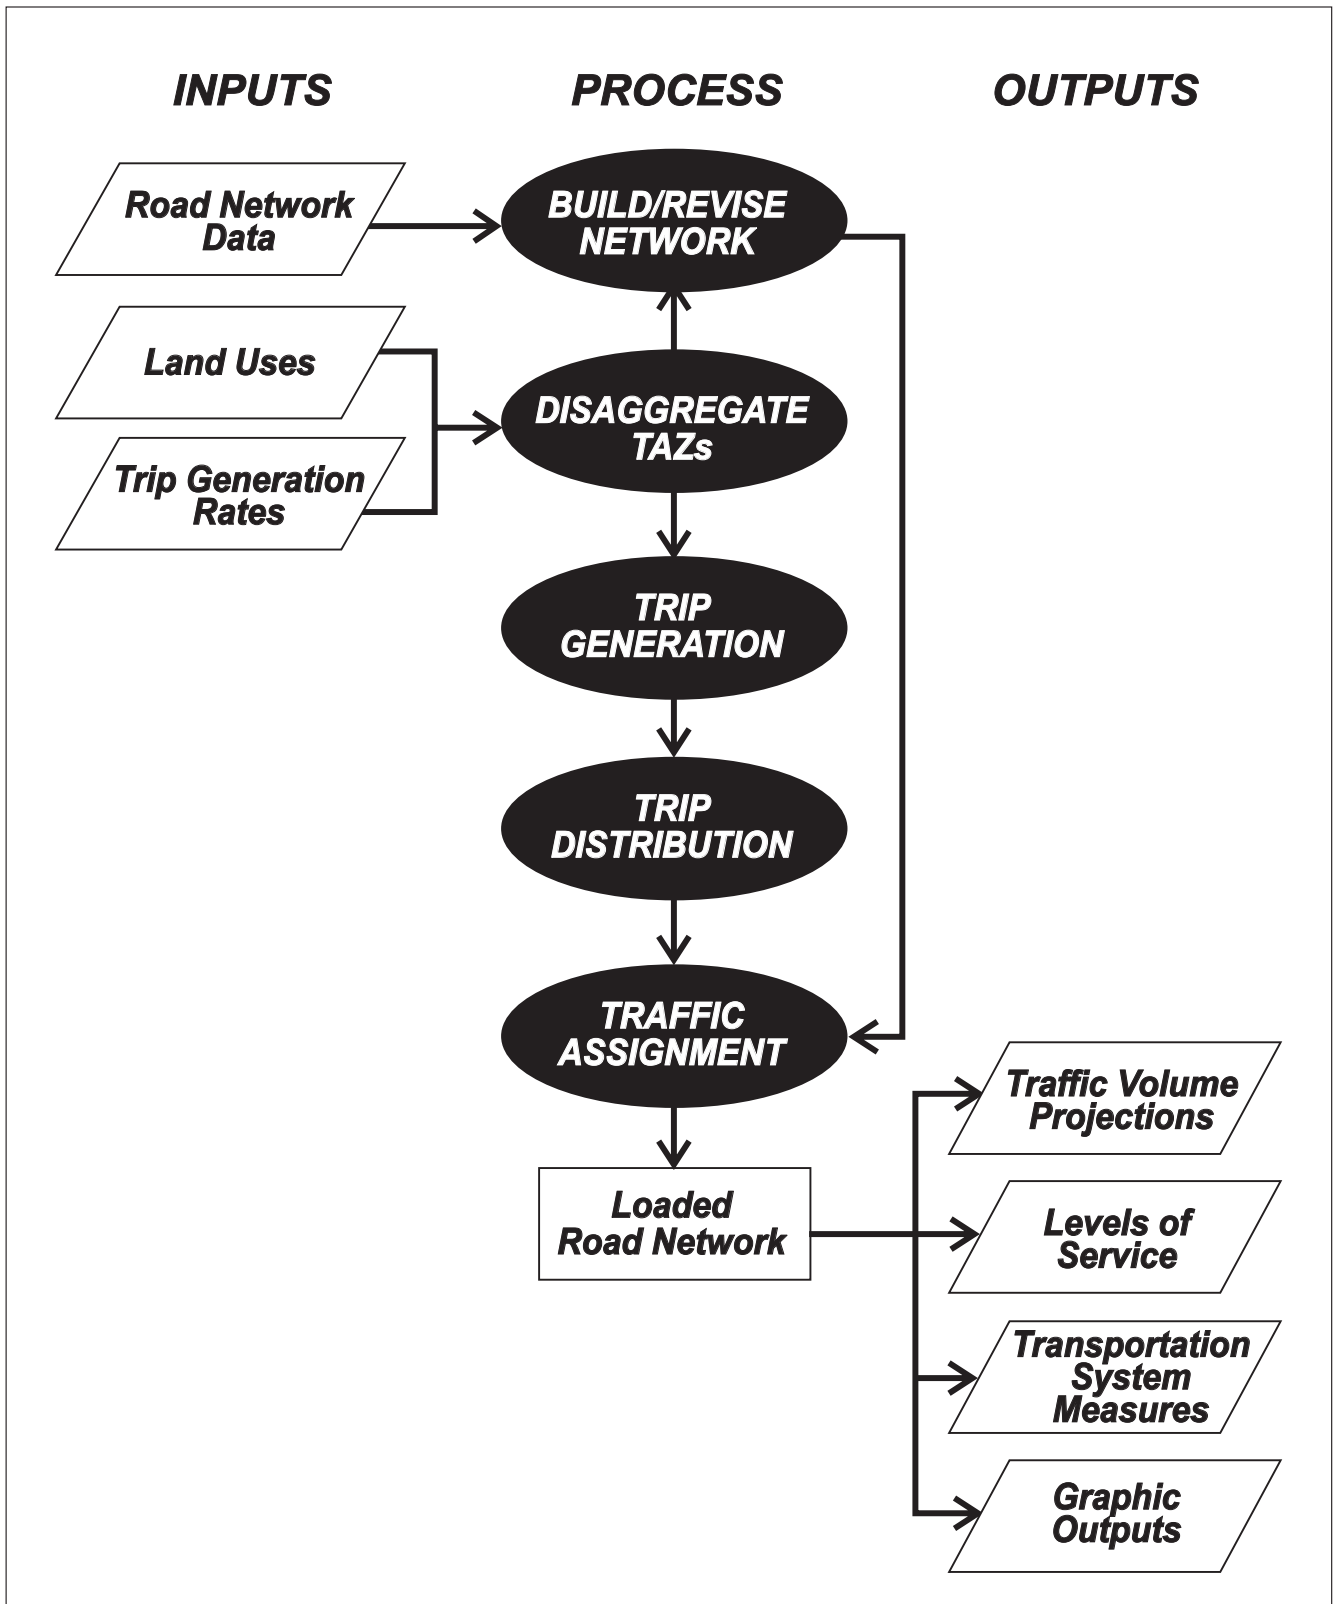 INPUTS
PROCESS
OUTPUTS
Road Network
Data
BUILD/REVISE
NETWORK
Land Uses
DISAGGREGATE
TAZs
Trip Generation
Rates
TRIP
GENERATION
TRIP
DISTRIBUTION
TRAFFIC
ASSIGNMENT
Loaded
Road Network
Traffic Volume
Projections
Levels of
Service
Transportation
System
Measures
Graphic
Outputs